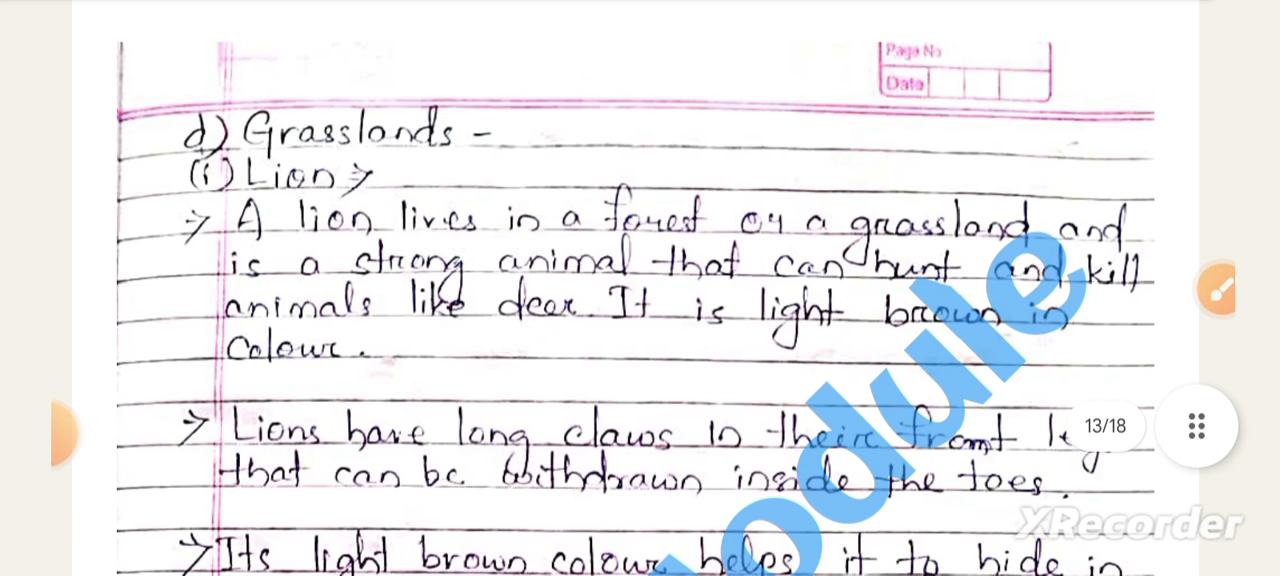 Page No
Date
d) Grasslands -
(i) Lion →
→ A lion lives in a forest or a grassland and
is a strong animal that can hunt and kill
animals like deer. It is light brown in
colour.
→ Lions have long claws in their front
that can be withdrawn inside the toes.
→ Its light brown colour helps it to hide in
odule
13/18
XRecorder